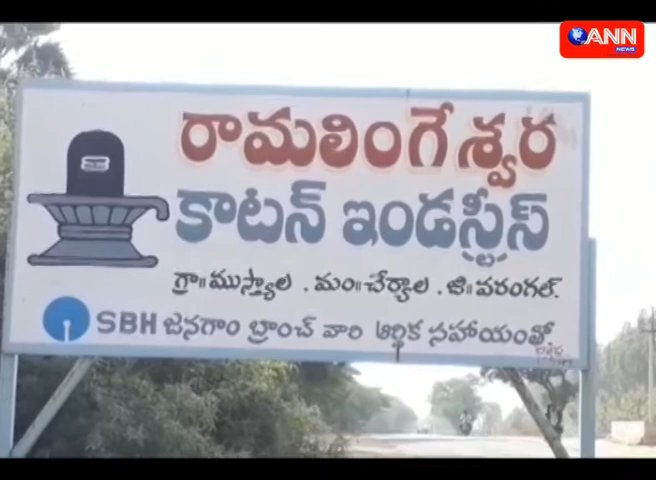 ANN
NEWS
రామలింగేశ్వర
కాటన్ ఇండస్ట్రీస్
గ్రా॥ ముస్త్యాల . మం॥ చేర్యాల . జి॥ వరంగల్.
SBH జనగాం బ్రాంచ్ వారి ఆర్థిక సహాయంతో